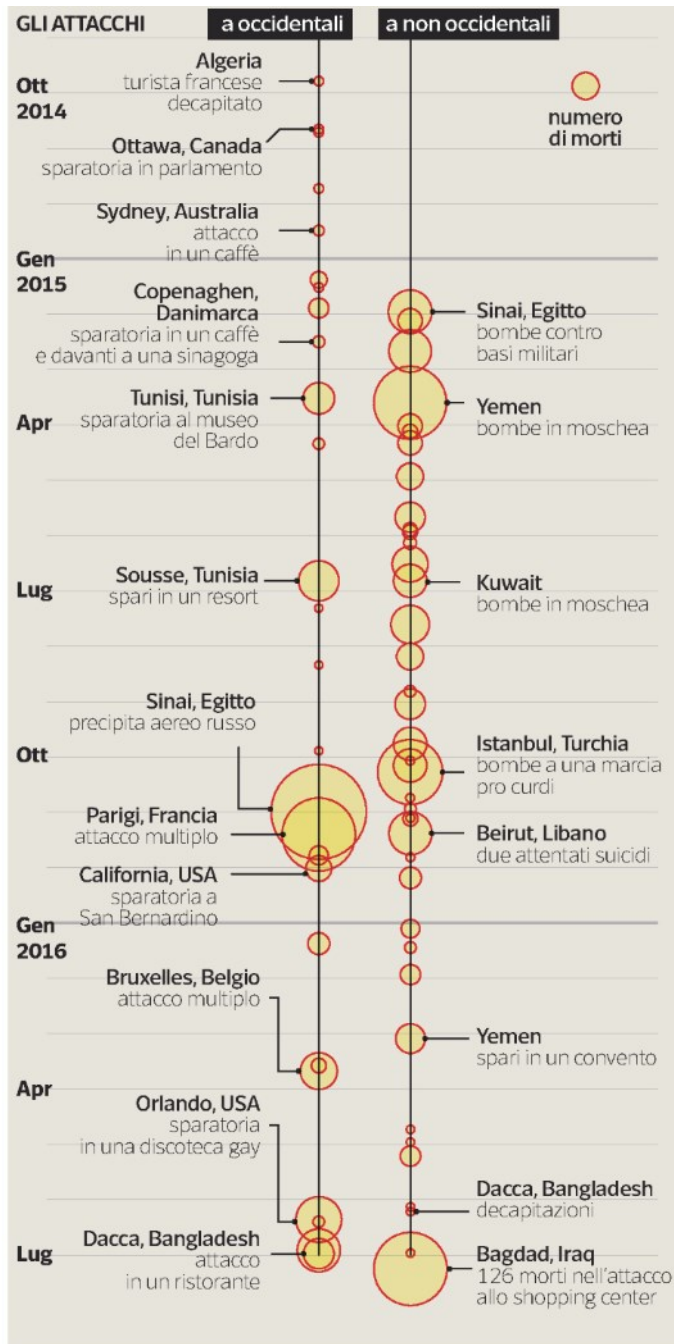 GLI ATTACCHI
a occidentali
a non occidentali
numero
di morti
Ott
2014
Algeria
turista francese
decapitato
Ottawa, Canada
sparatoria in parlamento
Sydney, Australia
attacco
in un caffè
Gen
2015
Copenaghen,
Danimarca
sparatoria in un caffè
e davanti a una sinagoga
Sinai, Egitto
bombe contro
basi militari
Tunisi, Tunisia
sparatoria al museo
del Bardo
Yemen
bombe in moschea
Apr
Sousse, Tunisia
spari in un resort
Kuwait
bombe in moschea
Lug
Sinai, Egitto
precipita aereo russo
Ott
Istanbul, Turchia
bombe a una marcia
pro curdi
Parigi, Francia
attacco multiplo
Beirut, Libano
due attentati suicidi
California, USA
sparatoria a
San Bernardino
Gen
2016
Bruxelles, Belgio
attacco multiplo
Yemen
spari in un convento
Apr
Orlando, USA
sparatoria
in una discoteca gay
Dacca, Bangladesh
decapitazioni
Lug
Dacca, Bangladesh
attacco
in un ristorante
Bagdad, Iraq
126 morti nell'attacco
allo shopping center